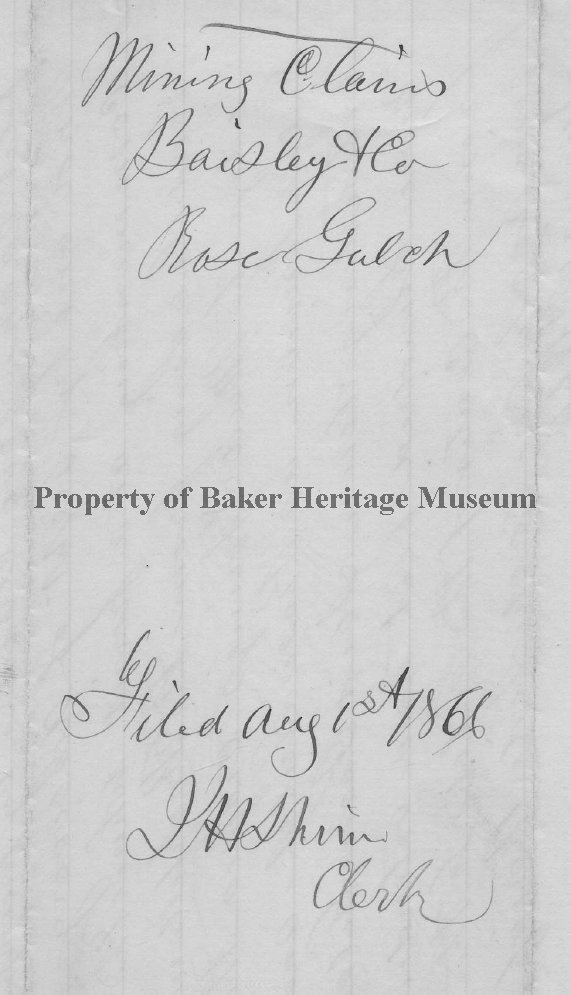 Mining Claims
Baisley & Co
Rose Gulch
Property of Baker Heritage Museum
Filed Aug 1st 1866
Clerk